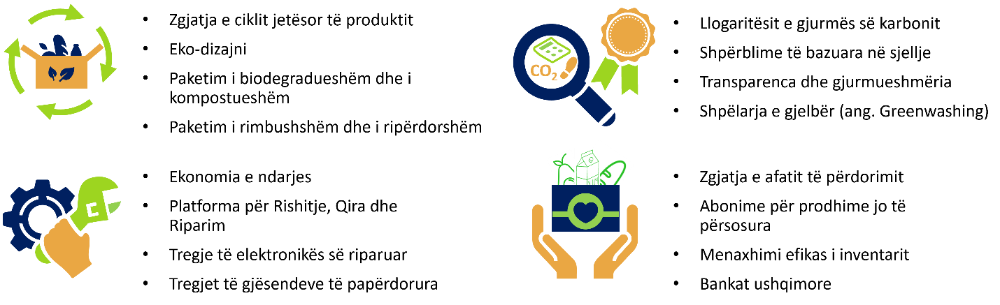 • Zgjatja e ciklit jetësor të produktit
• Eko-dizajni
• Paketim i biodegradueshëm dhe i
kompostueshëm
• Paketim i rimbushshëm dhe i ripërdorshëm
CO2
• Llogaritësit e gjurmës së karbonit
• Shpërblime të bazuara në sjellje
• Transparenca dhe gjurmueshmëria
• Shpëlarja e gjelbër (ang. Greenwashing)
• Ekonomia e ndarjes
• Platforma për Rishitje, Qira dhe
Riparim
• Tregje të elektronikës së riparuar
• Tregjet të gjësendeve të papërdorura
• Zgjatja e afatit të përdorimit
• Abonime për prodhime jo të
përsosura
• Menaxhimi efikas i inventarit
• Bankat ushqimore